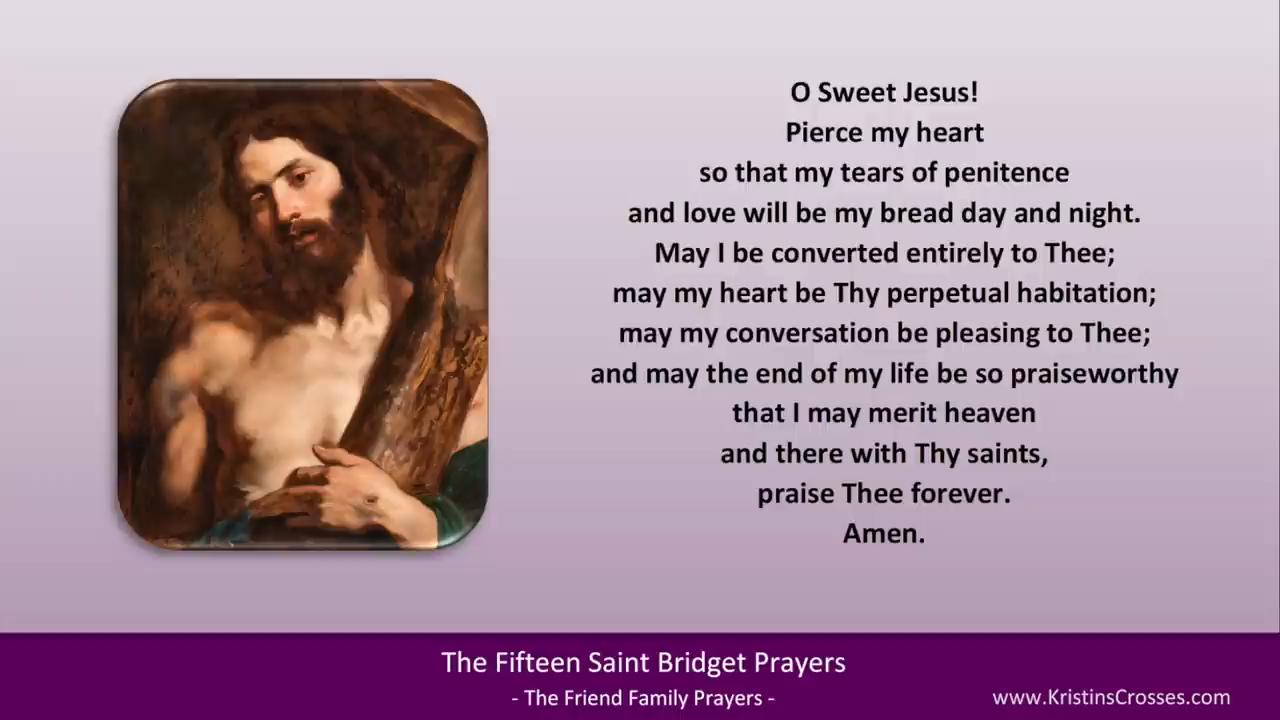 O Sweet Jesus!
Pierce my heart
so that my tears of penitence
and love will be my bread day and night.
May I be converted entirely to Thee;
may my heart be Thy perpetual habitation;
may my conversation be pleasing to Thee;
and may the end of my life be so praiseworthy
that I may merit heaven
and there with Thy saints,
praise Thee forever.
Amen.
The Fifteen Saint Bridget Prayers
- The Friend Family Prayers -
www.KristinsCrosses.com